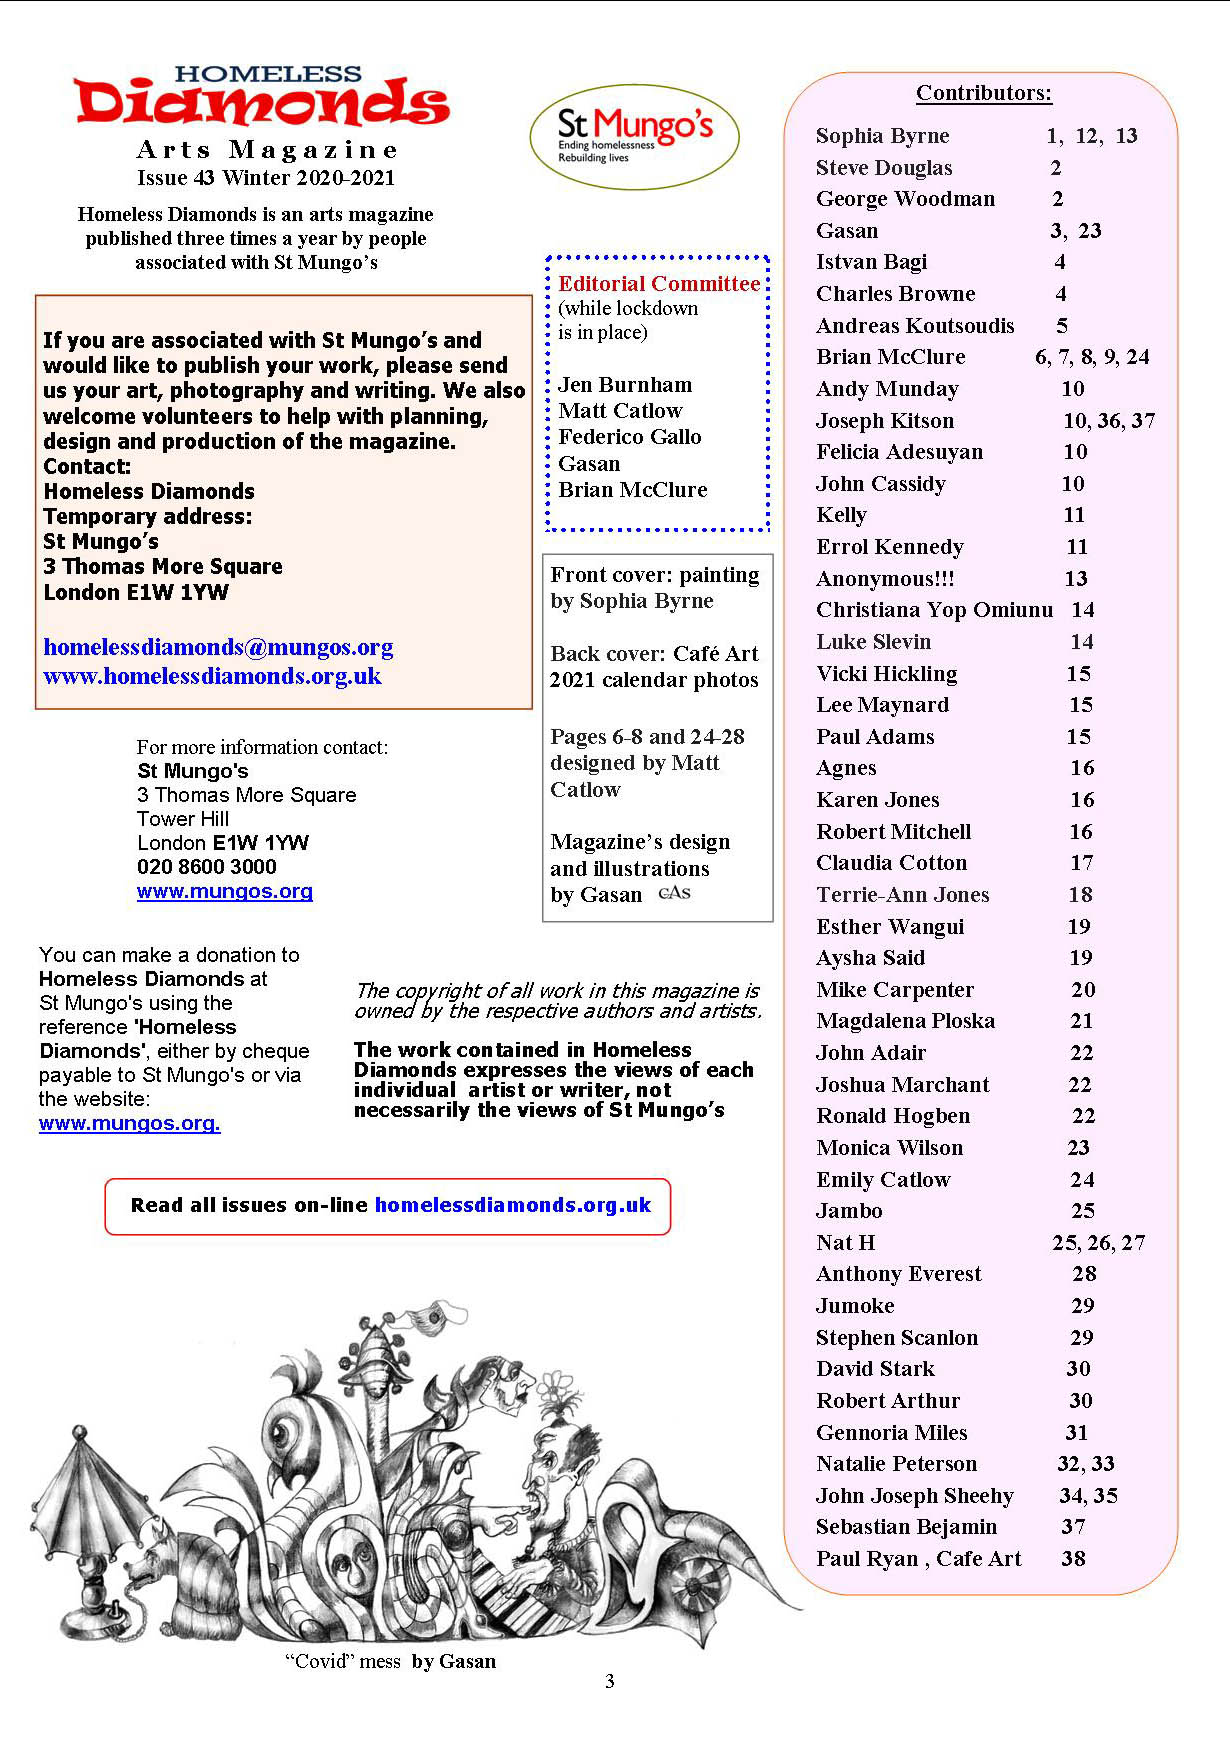 HOMELESS
Diamonds
Arts Magazine
Issue 43 Winter 2020-2021
Homeless Diamonds is an arts magazine
published three times a year by people
associated with St Mungo's
If you are associated with St Mungo's and
would like to publish your work, please send
us your art, photography and writing. We also
welcome volunteers to help with planning,
design and production of the magazine.
Contact:
Homeless Diamonds
Temporary address:
St Mungo's
3 Thomas More Square
London E1W 1YW
homelessdiamonds@mungos.org
www.homelessdiamonds.org.uk
For more information contact:
St Mungo's
3 Thomas More Square
Tower Hill
London E1W 1YW
020 8600 3000
www.mungos.org
You can make a donation to
Homeless Diamonds at
St Mungo's using the
reference 'Homeless
Diamonds', either by cheque
payable to St Mungo's or via
the website:
www.mungos.org.
St Mungo's
Ending homelessness
Rebuilding lives
Editorial Committee
(while lockdown
is in place)
Jen Burnham
Matt Catlow
Federico Gallo
Gasan
Brian McClure
Front cover: painting
by Sophia Byrne
Back cover: Café Art
2021 calendar photos
Pages 6-8 and 24-28
designed by Matt
Catlow
Magazine's design
and illustrations
by Gasan GAS
The copyright of all work in this magazine is
owned by the respective authors and artists.
The work contained in Homeless
Diamonds expresses the views of each
individual artist or writer, not
necessarily the views of St Mungo's
Read all issues on-line homelessdiamonds.org.uk
"Covid" mess by Gasan
Contributors:
Sophia Byrne 1, 12, 13
Steve Douglas 2
George Woodman 2
Gasan 3, 23
Istvan Bagi 4
Charles Browne 4
Andreas Koutsoudis 5
Brian McClure 6, 7, 8, 9, 24
Andy Munday 10
Joseph Kitson 10, 36, 37
Felicia Adesuyan 10
John Cassidy 10
Kelly 11
Errol Kennedy 11
Anonymous!!! 13
Christiana Yop Omiunu 14
Luke Slevin 14
Vicki Hickling 15
Lee Maynard 15
Paul Adams 15
Agnes 16
Karen Jones 16
Robert Mitchell 16
Claudia Cotton 17
Terrie-Ann Jones 18
Esther Wangui 19
Aysha Said 19
Mike Carpenter 20
Magdalena Ploska 21
John Adair 22
Joshua Marchant 22
Ronald Hogben 22
Monica Wilson 23
Emily Catlow 24
Jambo 25
Nat H 25, 26, 27
Anthony Everest 28
Jumoke 29
Stephen Scanlon 29
David Stark 30
Robert Arthur 30
Gennoria Miles 31
Natalie Peterson 32, 33
John Joseph Sheehy 34, 35
Sebastian Bejamin 37
Paul Ryan , Cafe Art 38
3